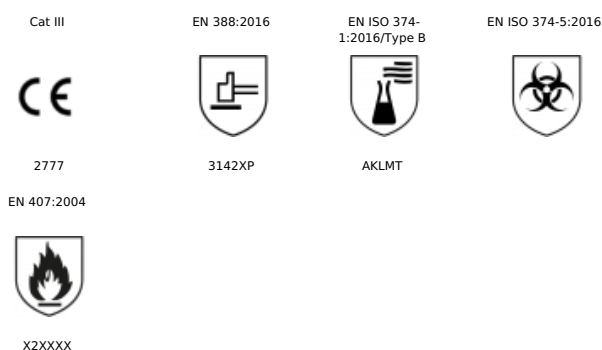 Cat III
EN 388:2016
EN ISO 374-
1:2016/Type B
EN ISO 374-5:2016
CE
2777
3142XP
AKLMT
EN 407:2004
X2XXXX